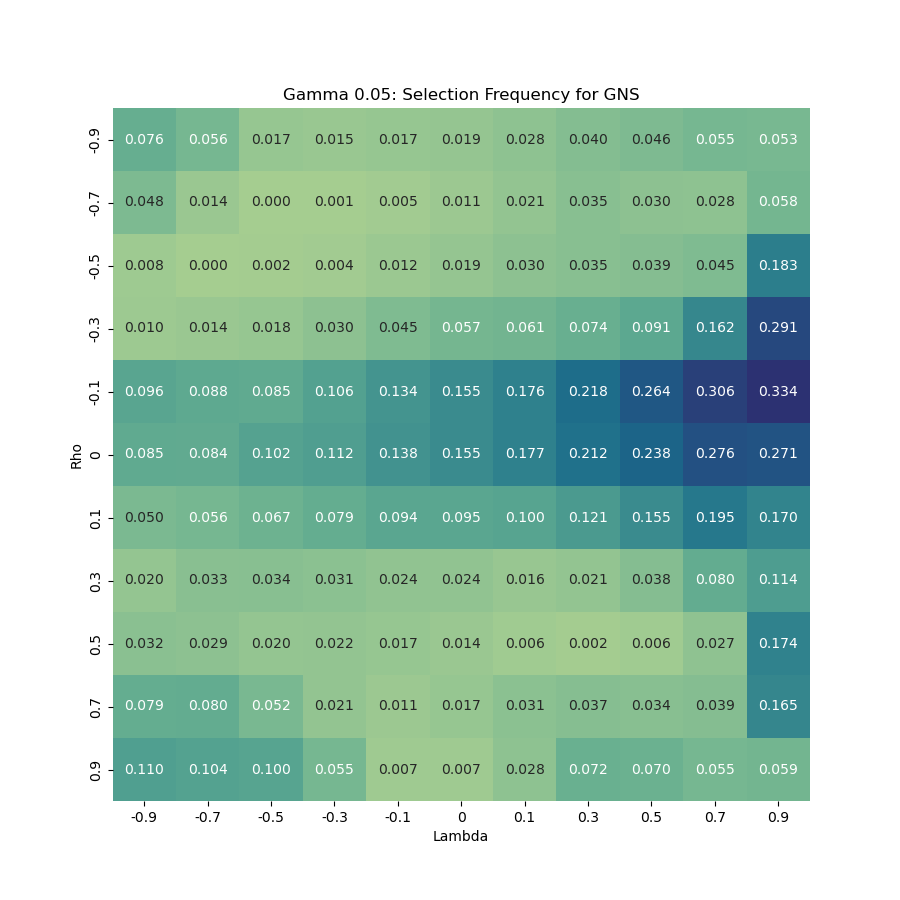 Gamma 0.05: Selection Frequency for GNS
-0.9 0.076 0.056 0.017 0.015 0.017 0.019 0.028 0.040 0.046 0.055 0.053
-0.7 0.048 0.014 0.000 0.001 0.005 0.011 0.021 0.035 0.030 0.028 0.058
-0.5 0.008 0.000 0.002 0.004 0.012 0.019 0.030 0.035 0.039 0.045 0.183
-0.3 0.010 0.014 0.018 0.030 0.045 0.057 0.061 0.074 0.091 0.162 0.291
-0.1 0.096 0.088 0.085 0.106 0.134 0.155 0.176 0.218 0.264 0.306 0.334
Rho
0 0.085 0.084 0.102 0.112 0.138 0.155 0.177 0.212 0.238 0.276 0.271
0.1 0.050 0.056 0.067 0.079 0.094 0.095 0.100 0.121 0.155 0.195 0.170
0.3 0.020 0.033 0.034 0.031 0.024 0.024 0.016 0.021 0.038 0.080 0.114
0.5 0.032 0.029 0.020 0.022 0.017 0.014 0.006 0.002 0.006 0.027 0.174
0.7 0.079 0.080 0.052 0.021 0.011 0.017 0.031 0.037 0.034 0.039 0.165
0.9 0.110 0.104 0.100 0.055 0.007 0.007 0.028 0.072 0.070 0.055 0.059
-0.9 -0.7 -0.5 -0.3 -0.1 0 0.1 0.3 0.5 0.7 0.9
Lambda